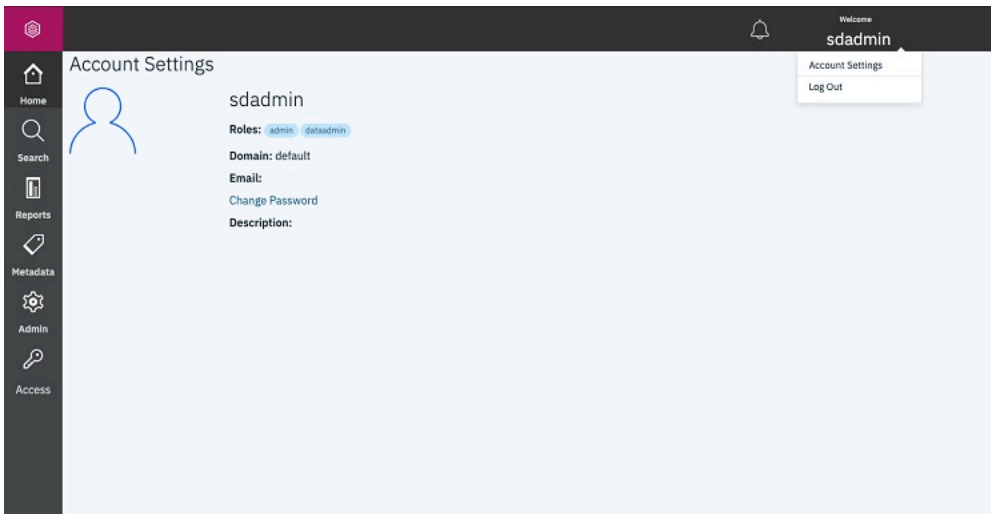 Welcome
sdadmin
Account Settings
Log Out
Account Settings
sdadmin
Roles: admin dataadmin
Domain: default
Email:
Change Password
Description:
Home
Search
Reports
Metadata
Admin
Access